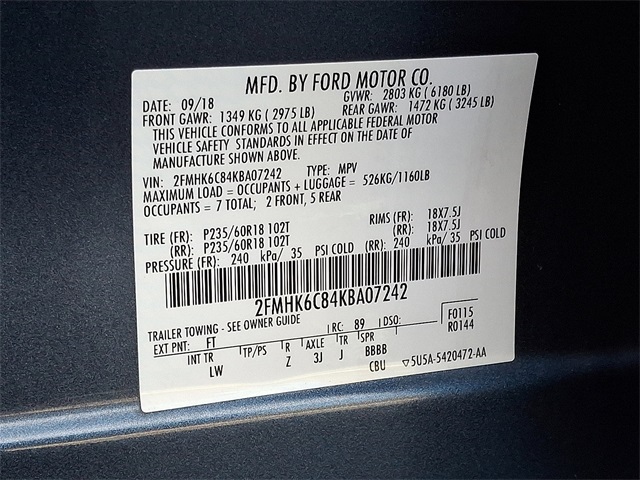 MFD. BY FORD MOTOR CO.
DATE: 09/18 GVWR: 2803 KG ( 6180 LB)
FRONT GAWR: 1349 KG ( 2975 LB) REAR GAWR: 1472 KG ( 3245 LB)
THIS VEHICLE CONFORMS TO ALL APPLICABLE FEDERAL MOTOR
VEHICLE SAFETY STANDARDS IN EFFECT ON THE DATE OF
MANUFACTURE SHOWN ABOVE.
VIN: 2FMHK6C84KBA07242 TYPE: MPV
MAXIMUM LOAD = OCCUPANTS + LUGGAGE = 526KG/1160LB
OCCUPANTS = 7 TOTAL; 2 FRONT, 5 REAR
TIRE (FR): P235/60R18 102T RIMS (FR): 18X7.5J
(RR): P235/60R18 102T (RR): 18X7.5J
PRESSURE (FR): 240 kPa/ 35 PSI COLD (RR): 240 kPa/ 35 PSI COLD
2FMHK6C84KBA07242
TRAILER TOWING - SEE OWNER GUIDE F0115
EXT PNT: FT RC: 89 DSO: R0144
INT TR TP/PS R AXLE TR SPR
LW Z 3J J BBBB
CBU ▽5U5A-5420472-AA